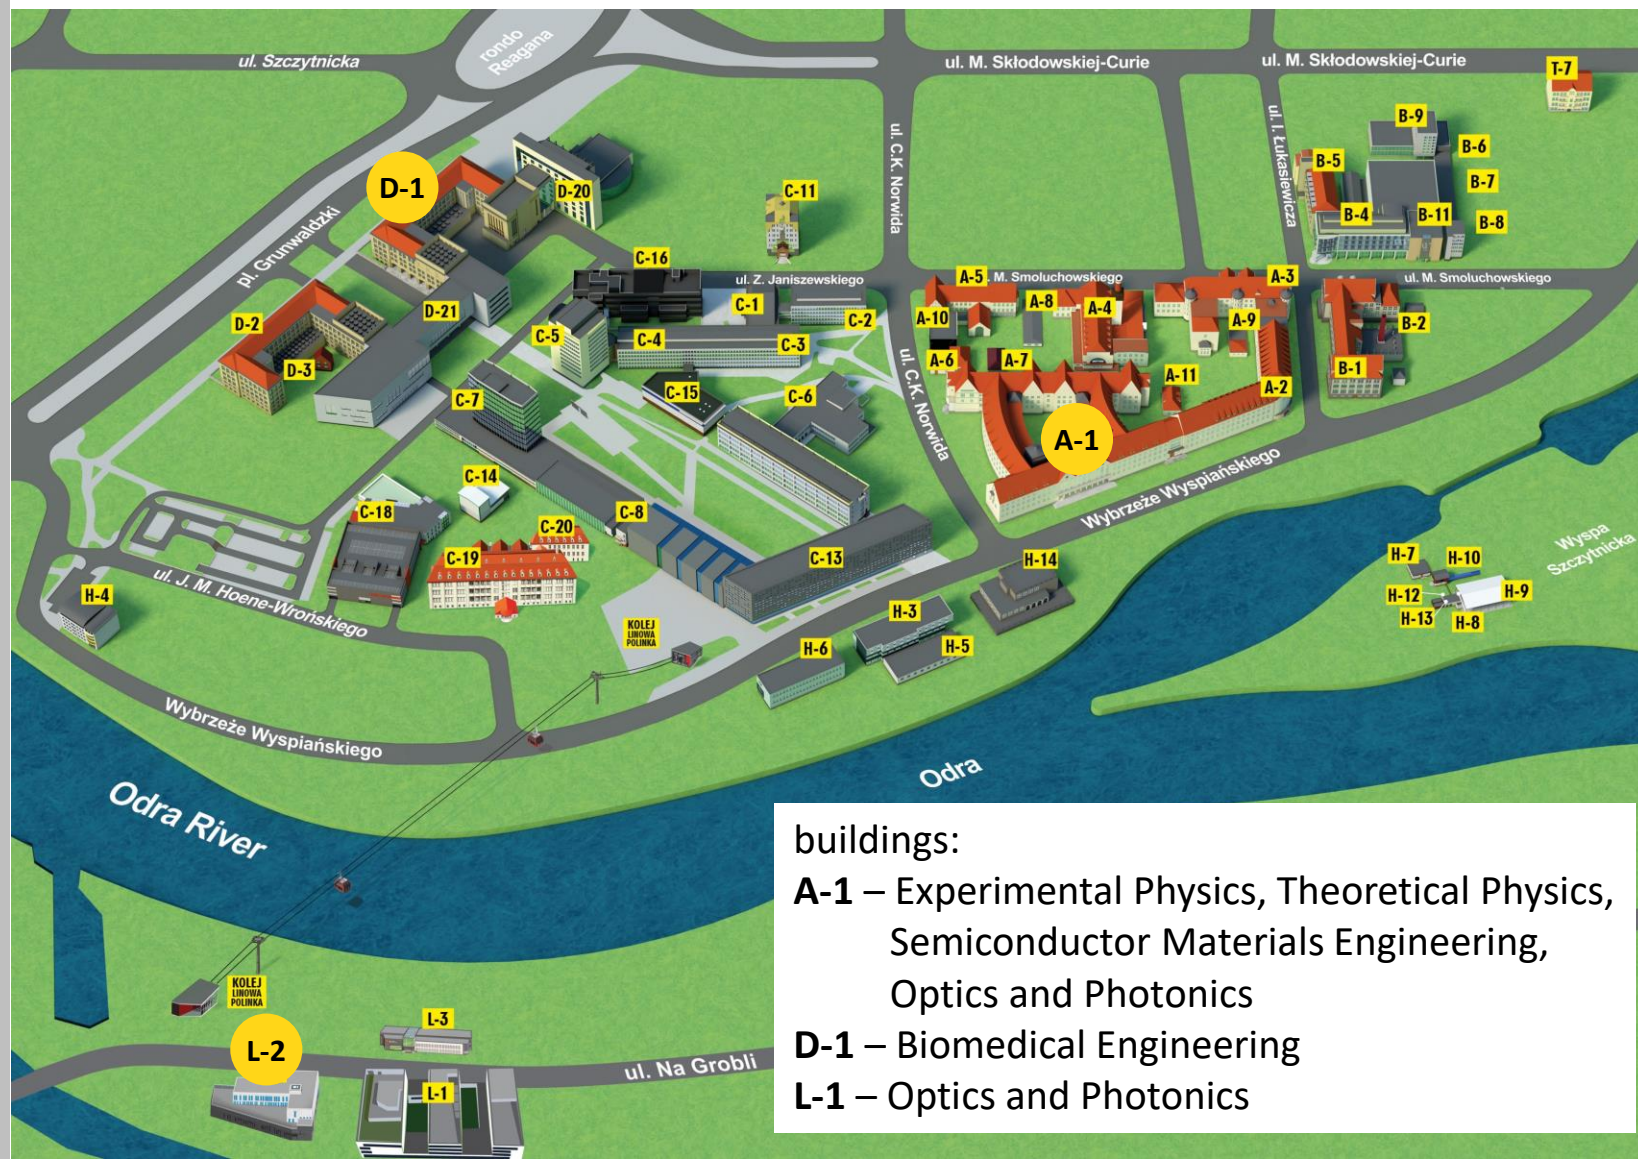 rondo
Reagana
ul. Szczytnicka
ul. M. Skłodowskiej-Curie
ul. M. Skłodowskiej-Curie
T-7
ul. C.K. Norwida
ul. I. Łukasiewicza
B-9
B-6
B-5
B-7
B-4
B-11
B-8
D-1
D-20
C-11
pl. Grunwaldzki
C-16
ul. Z. Janiszewskiego
A-5
. M. Smoluchowskiego
A-3
ul. M. Smoluchowskiego
D-21
C-1
A-8
A-4
D-2
C-5
C-4
C-3
C-2
A-10
A-9
B-2
D-3
A-6
A-7
B-1
C-7
C-15
C-6
ul. C.K. Norwida
A-11
A-2
A-1
C-14
C-18
C-8
C-20
C-19
C-13
Wybrzeże Wyspiańskiego
Wyspa
Szczytnicka
H-14
H-7
H-10
H-12
H-9
H-13
H-8
H-4
ul. J. M. Hoene-Wrońskiego
H-3
H-6
H-5
KOLEJ
LINOWA
POLINKA
Wybrzeże Wyspiańskiego
Odra River
Odra
KOLEJ
LINOWA
POLINKA
L-3
L-2
L-1
ul. Na Grobli
buildings:
A-1 – Experimental Physics, Theoretical Physics,
Semiconductor Materials Engineering,
Optics and Photonics
D-1 – Biomedical Engineering
L-1 – Optics and Photonics